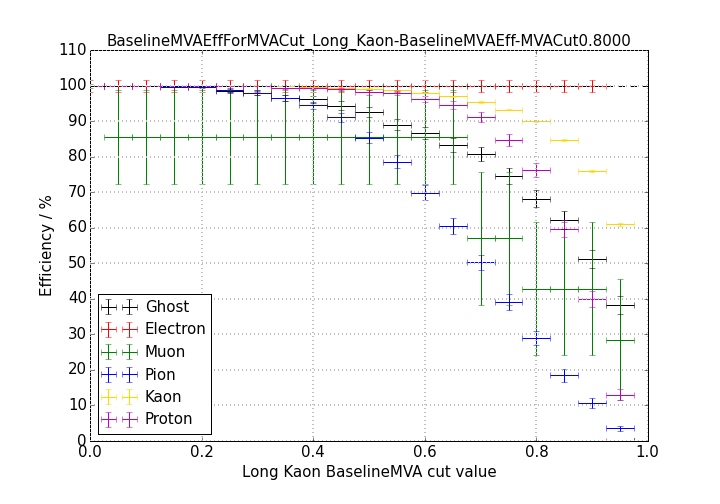 BaselineMVAEffForMVACut_Long_Kaon-BaselineMVAEff-MVACut0.8000
110
100
90
80
70
60
50
40
30
20
10
0
Efficiency / %
Ghost
Electron
Muon
Pion
Kaon
Proton
0.0 0.2 0.4 0.6 0.8 1.0
Long Kaon BaselineMVA cut value